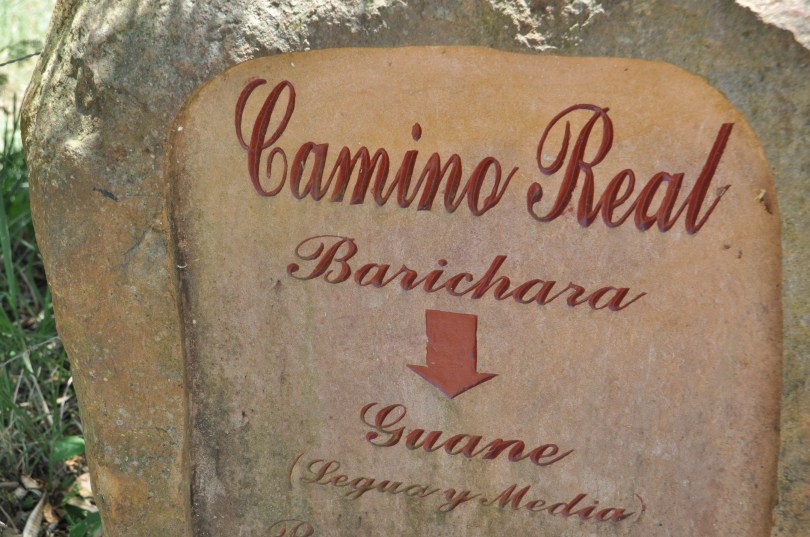 Camino Real
Barichara
Guane
(Legua y Media)